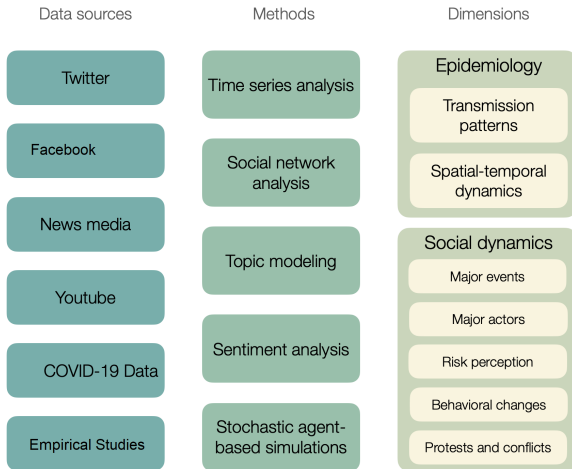 Data sources
Twitter
Facebook
News media
Youtube
COVID-19 Data
Empirical Studies
Methods
Time series analysis
Social network
analysis
Topic modeling
Sentiment analysis
Stochastic agent-
based simulations
Dimensions
Epidemiology
Transmission
patterns
Spatial-temporal
dynamics
Social dynamics
Major events
Major actors
Risk perception
Behavioral changes
Protests and conflicts